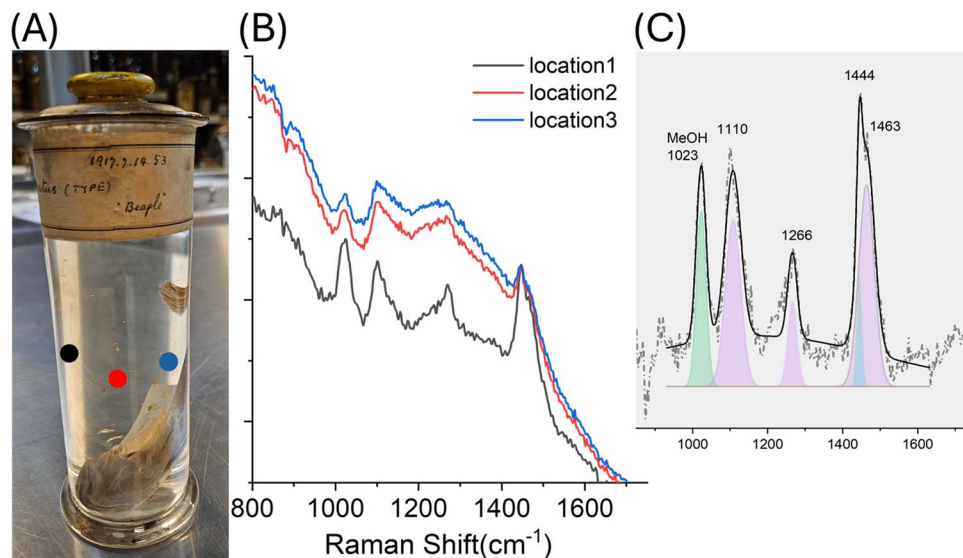 (A)
1917.7.14.53
(TYPE)
'Beagle'
(B)
location1
location2
location3
800 1000 1200 1400 1600
Raman Shift(cm⁻¹)
(C)
1444
MeOH 1110 1463
1023
1266
1000 1200 1400 1600